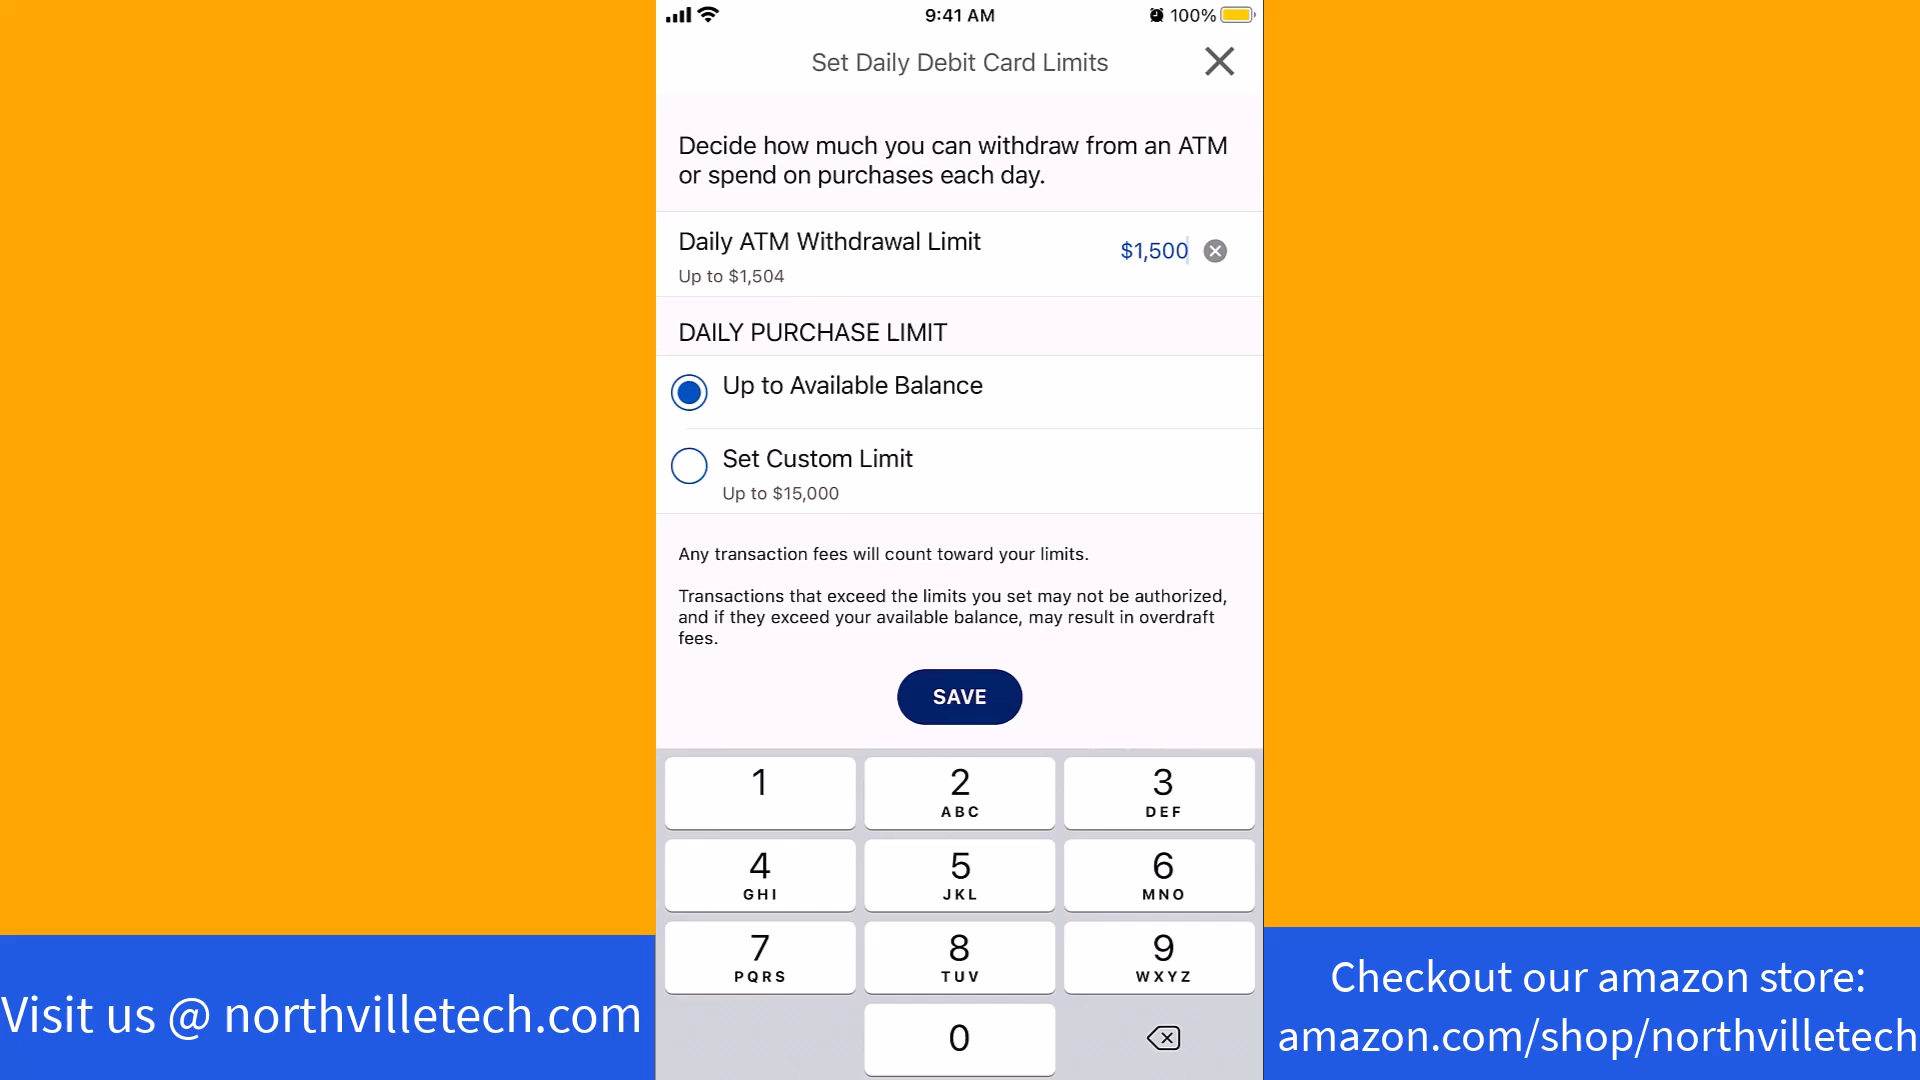 9:41 AM
100%
Set Daily Debit Card Limits
Decide how much you can withdraw from an ATM
or spend on purchases each day.
Daily ATM Withdrawal Limit
$1,500
Up to $1,504
DAILY PURCHASE LIMIT
Up to Available Balance
Set Custom Limit
Up to $15,000
Any transaction fees will count toward your limits.
Transactions that exceed the limits you set may not be authorized,
and if they exceed your available balance, may result in overdraft
fees.
SAVE
1
2
ABC
3
DEF
4
GHI
5
JKL
6
MNO
7
PQRS
8
TUV
9
WXYZ
0
Visit us @ northvilletech.com
Checkout our amazon store:
amazon.com/shop/northvilletech